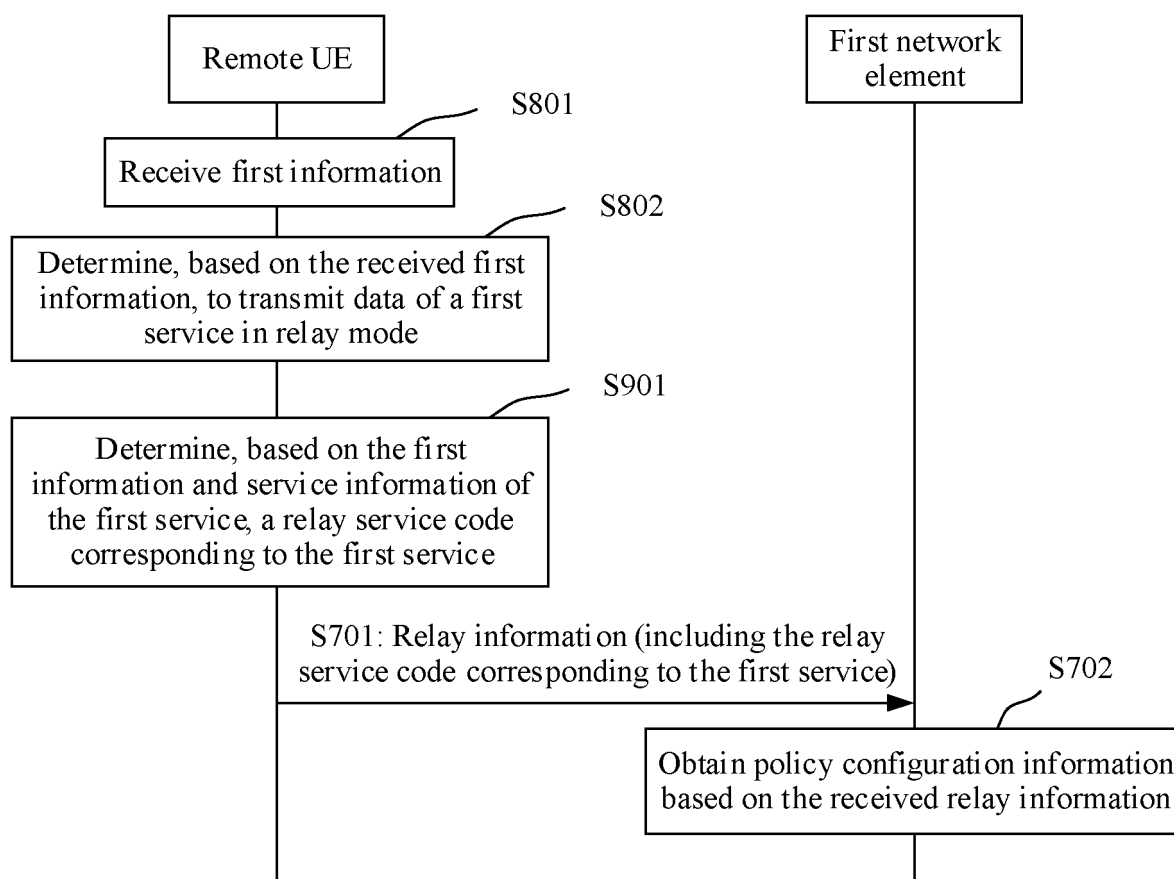 Remote UE
First network
element
S801
Receive first information
S802
Determine, based on the received first
information, to transmit data of a first
service in relay mode
S901
Determine, based on the first
information and service information of
the first service, a relay service code
corresponding to the first service
S701: Relay information (including the relay
service code corresponding to the first service)
S702
Obtain policy configuration information
based on the received relay information